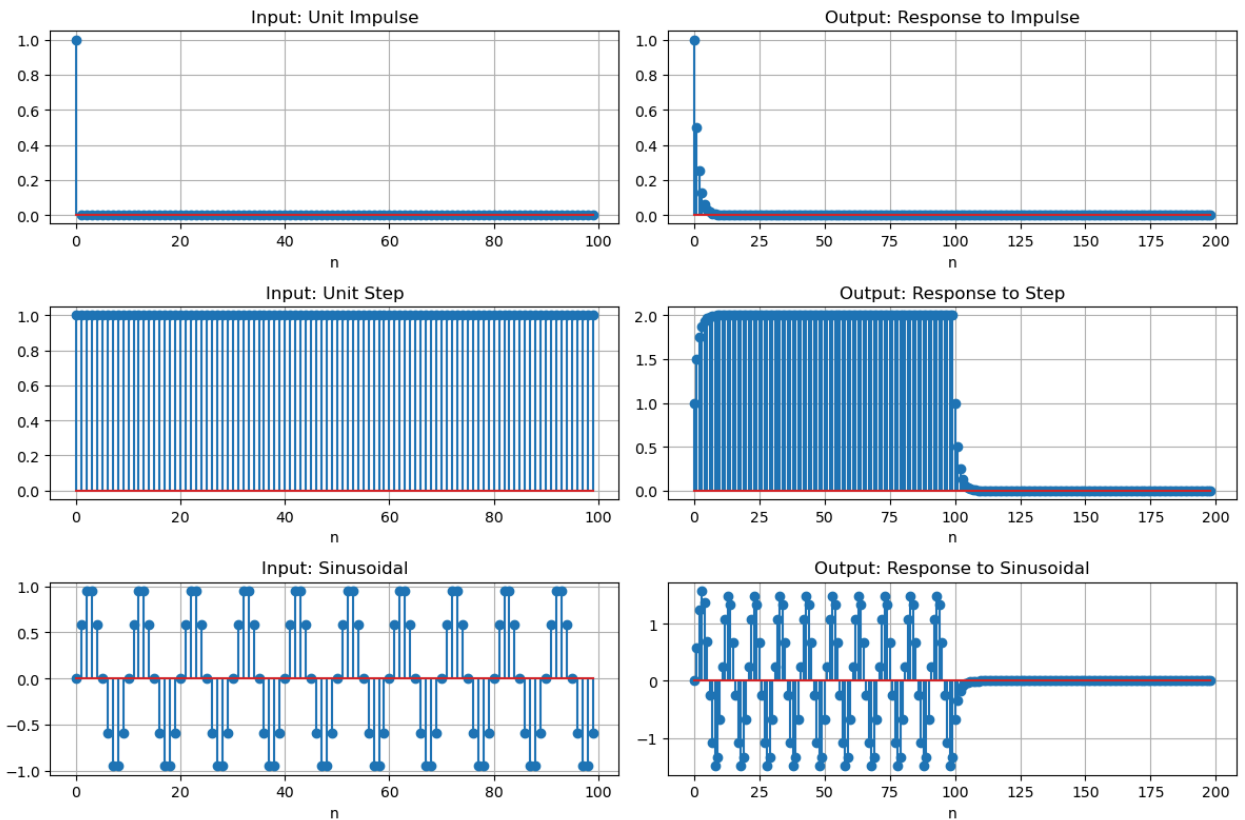 Input: Unit Impulse
1.0
0.8
0.6
0.4
0.2
0.0
0 20 40 60 80 100
n
Output: Response to Impulse
1.0
0.8
0.6
0.4
0.2
0.0
0 25 50 75 100 125 150 175 200
n
Input: Unit Step
1.0
0.8
0.6
0.4
0.2
0.0
0 20 40 60 80 100
n
Output: Response to Step
2.0
1.5
1.0
0.5
0.0
0 25 50 75 100 125 150 175 200
n
Input: Sinusoidal
1.0
0.5
0.0
−0.5
−1.0
0 20 40 60 80 100
n
Output: Response to Sinusoidal
1
0
−1
0 25 50 75 100 125 150 175 200
n